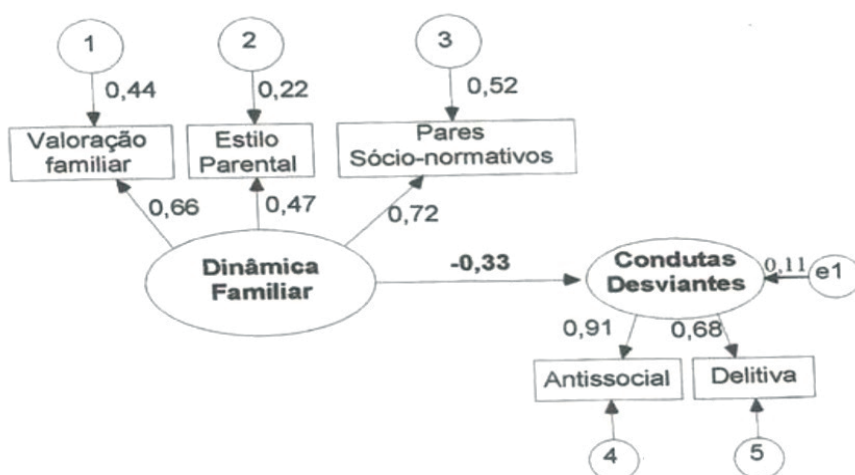 1
2
3
0,44
0,22
0,52
Valoração
familiar
Estilo
Parental
Pares
Sócio-normativos
0,66
0,47
0,72
Dinâmica
Familiar
-0,33
Condutas
Desviantes
0,11
e1
0,91
0,68
Antissocial
Delitiva
4
5